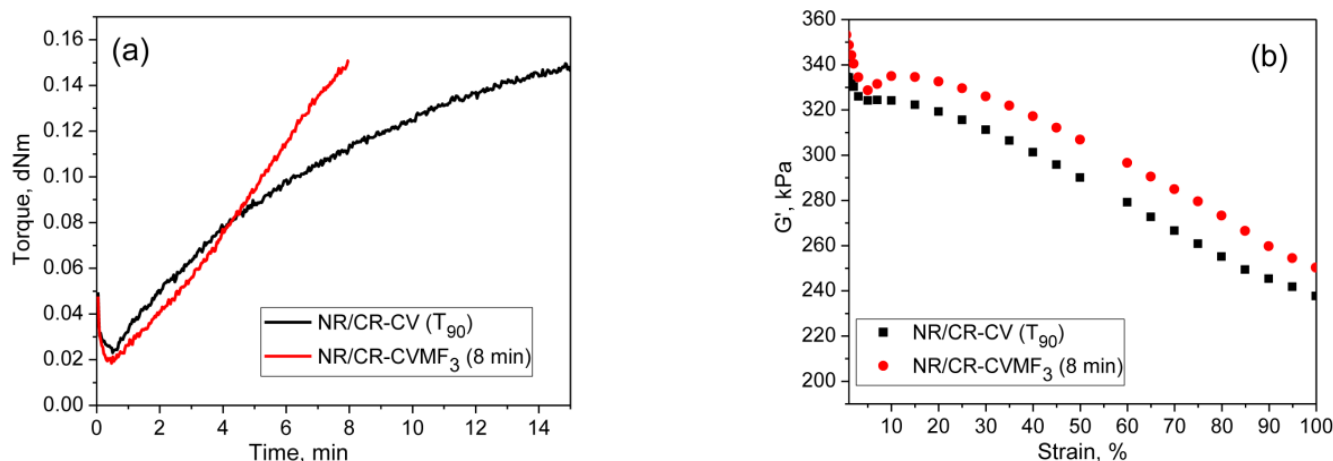 (a)
Torque, dNm
0.16
0.14
0.12
0.10
0.08
0.06
0.04
0.02
0.00
NR/CR-CV (T90)
NR/CR-CVMF3 (8 min)
0 2 4 6 8 10 12 14
Time, min
(b)
G', kPa
360
340
320
300
280
260
240
220
200
NR/CR-CV (T90)
NR/CR-CVMF3 (8 min)
10 20 30 40 50 60 70 80 90 100
Strain, %